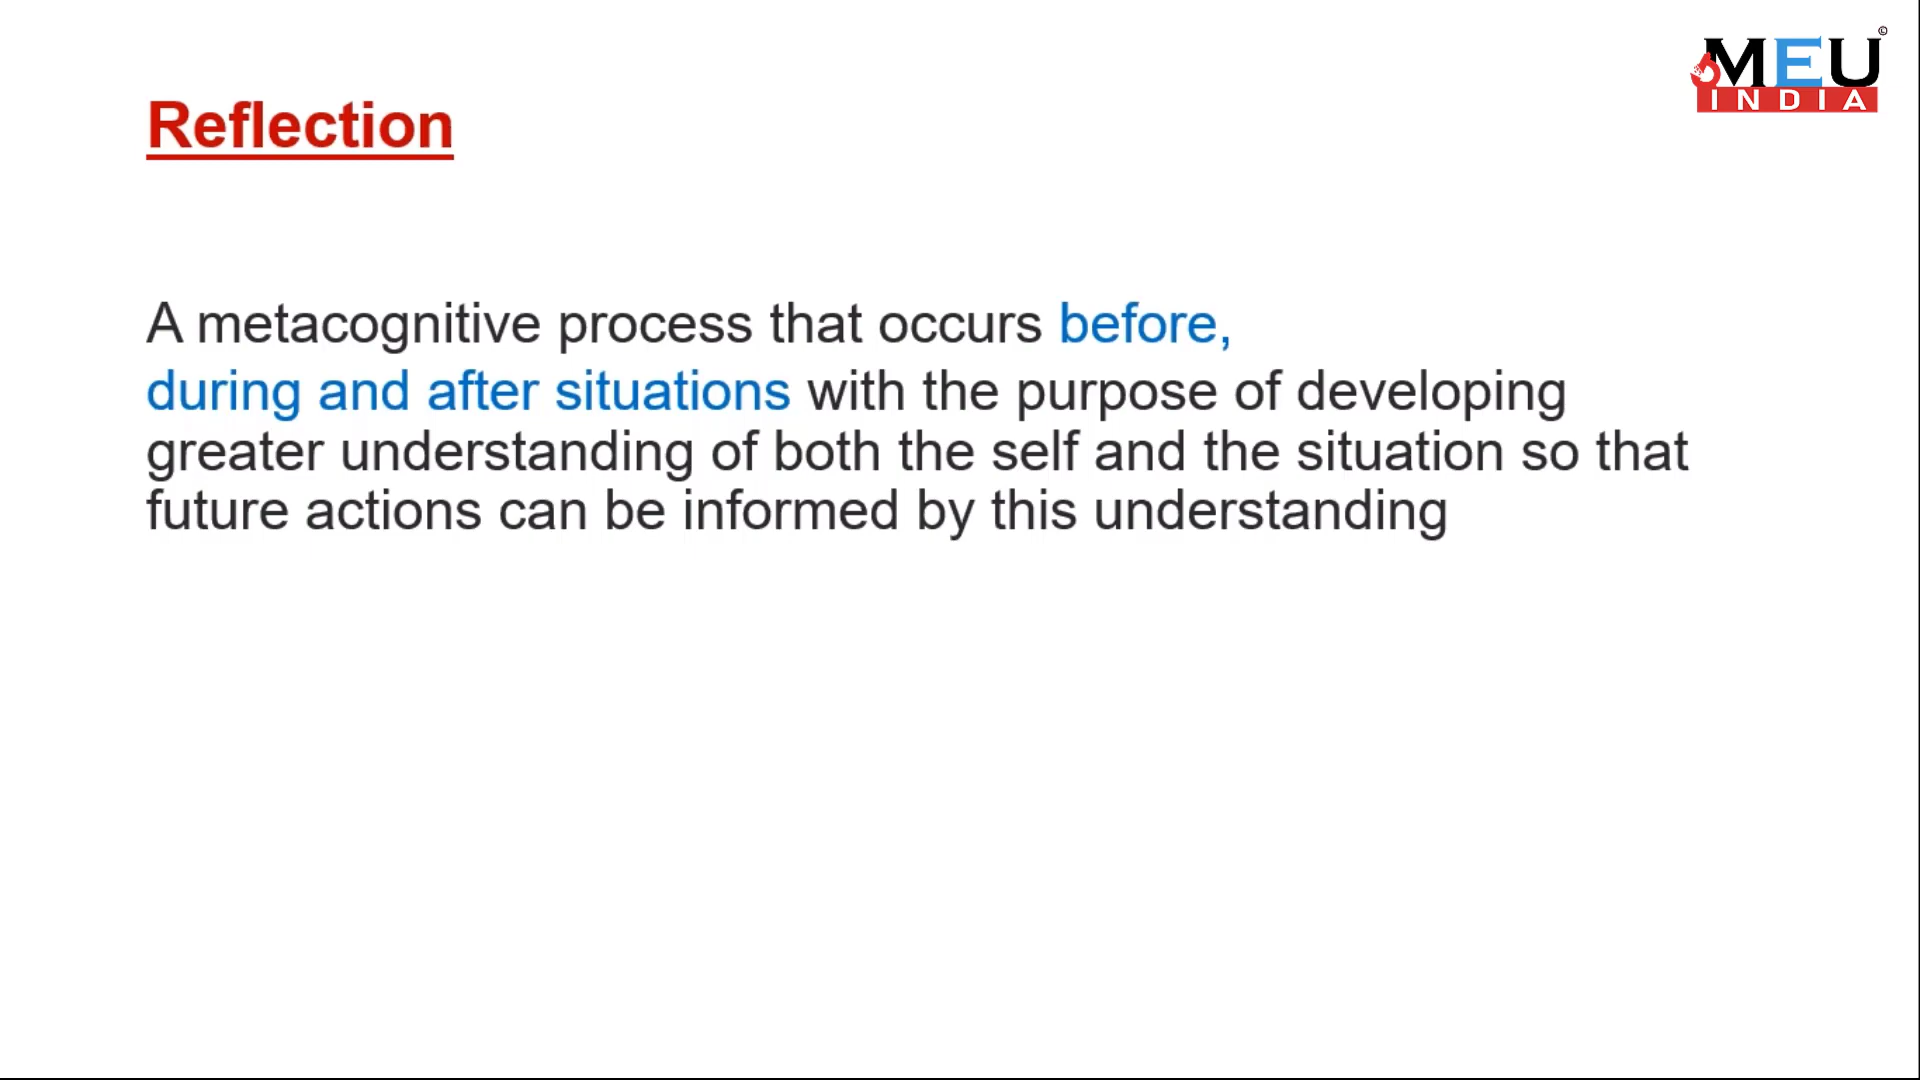 MEU
©
INDIA
Reflection
A metacognitive process that occurs before,
during and after situations with the purpose of developing
greater understanding of both the self and the situation so that
future actions can be informed by this understanding